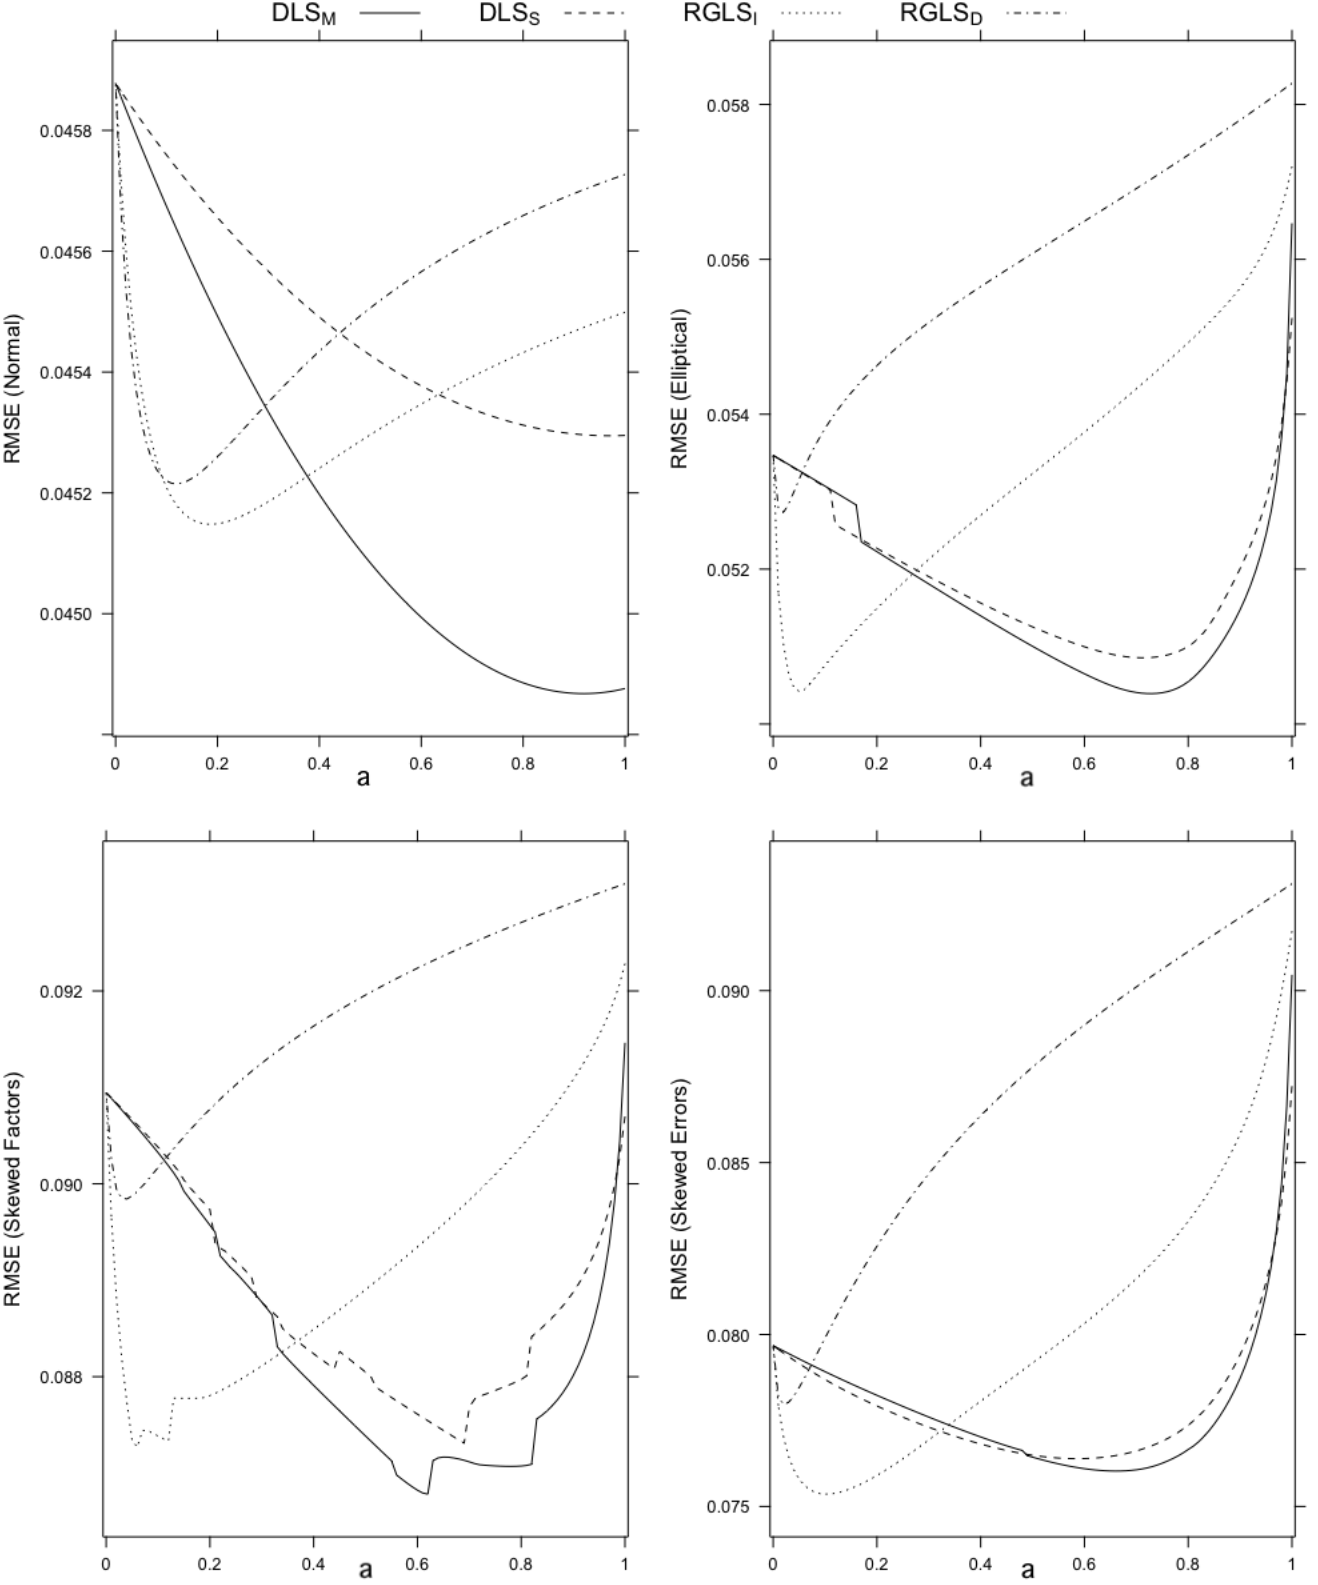 DLSM DLSS RGLSI RGLSD
RMSE (Normal)
0.0458
0.0456
0.0454
0.0452
0.0450
0 0.2 0.4 0.6 0.8 1
a
RMSE (Elliptical)
0.058
0.056
0.054
0.052
0 0.2 0.4 0.6 0.8 1
a
RMSE (Skewed Factors)
0.092
0.090
0.088
0 0.2 0.4 0.6 0.8 1
a
RMSE (Skewed Errors)
0.090
0.085
0.080
0.075
0 0.2 0.4 0.6 0.8 1
a